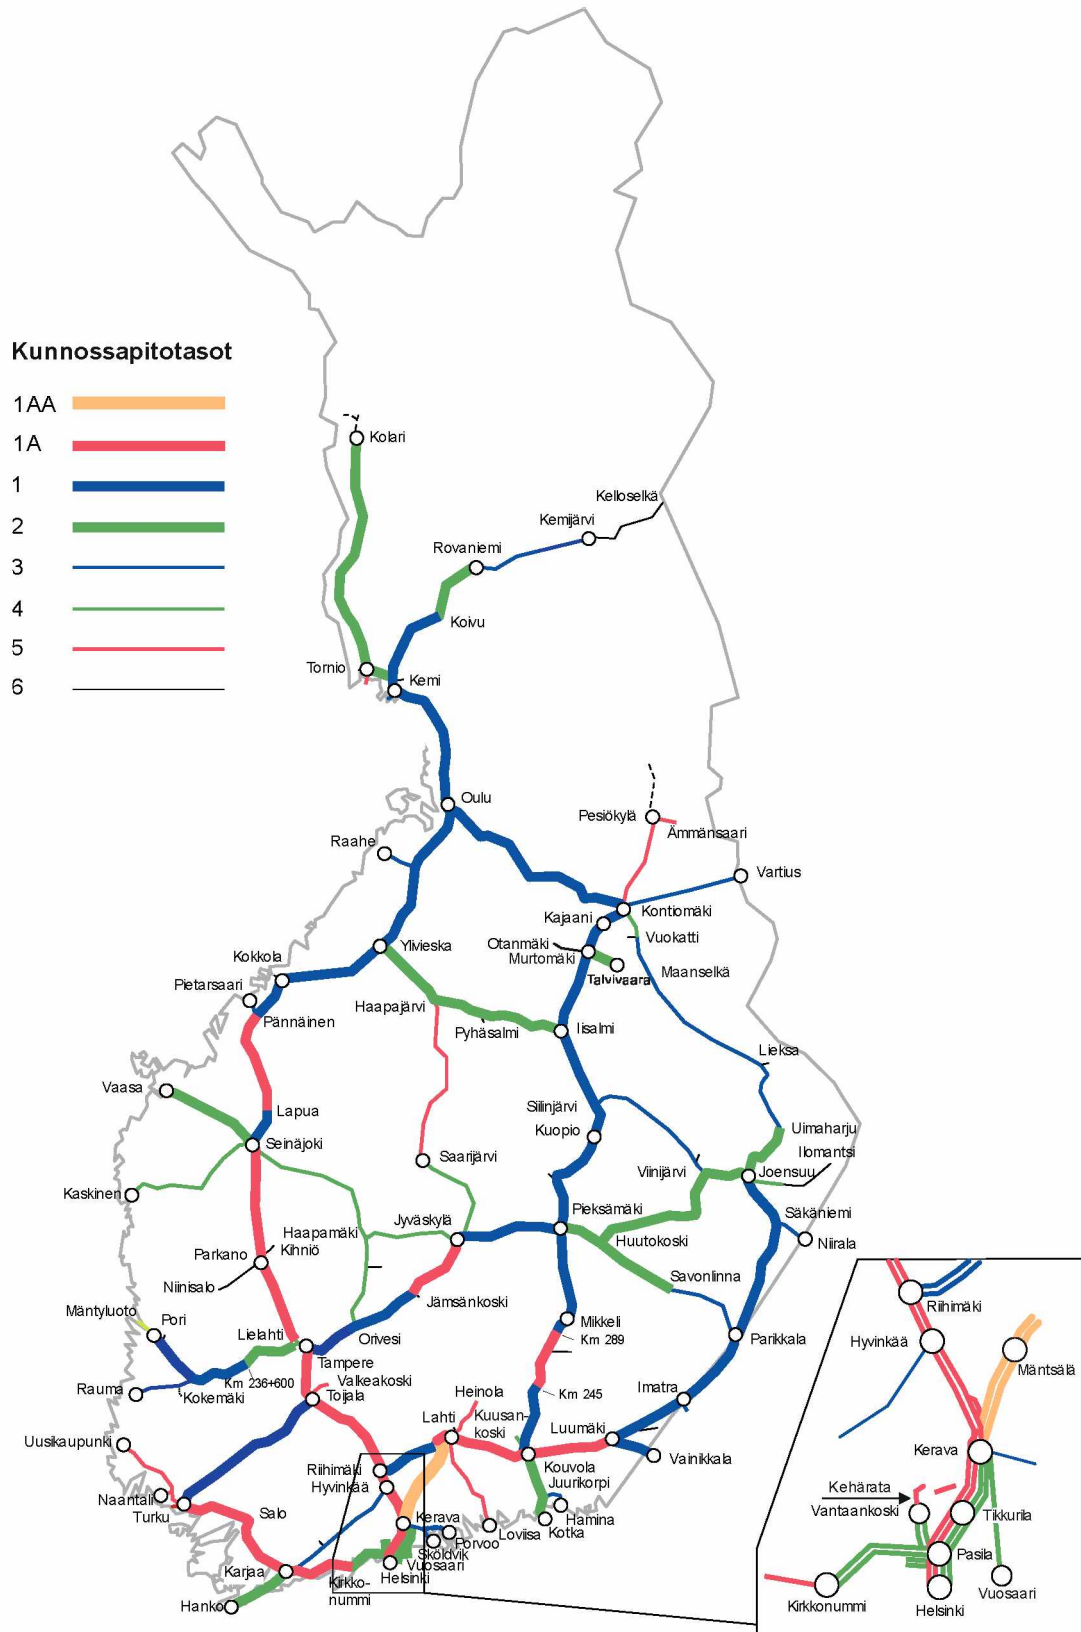 Kunnossapitotasot
1AA
1A
1
2
3
4
5
6
Kolari
Kelloselkä
Kemijärvi
Rovaniemi
Koivu
Tornio
Kemi
Oulu
Pesiökylä
Ämmänsaari
Raahe
Vartius
Kontiomäki
Kajaani
Vuokatti
Otanmäki
Murtomäki
Ylivieska
Kokkola
Maanselkä
Talvivaara
Pietarsaari
Haapajärvi
Pännäinen
Pyhäsalmi
Iisalmi
Lieksa
Vaasa
Lapua
Siilinjärvi
Kuopio
Uimaharju
Seinäjoki
Ilomantsi
Saarijärvi
Viinijärvi
Joensuu
Kaskinen
Pieksämäki
Säkäniemi
Jyväskylä
Haapamäki
Huutokoski
Niirala
Parkano
Kihniö
Savonlinna
Niinisalo
Jämsänkoski
Mäntyluoto
Pori
Mikkeli
Lielahti
Orivesi
Km 289
Parikkala
Tampere
Valkeakoski
Km 236+600
Rauma
Kokemäki
Toijala
Heinola
Km 245
Imatra
Lahti
Kuusan-
koski
Luumäki
Uusikaupunki
Vainikkala
Kouvola
Riihimäki
Juurikorpi
Hyvinkää
Naantali
Turku
Salo
Kerava
Hamina
Porvoo
Loviisa
Kotka
Sköldvik
Vuosaari
Karjaa
Helsinki
Kirkko-
nummi
Hanko
Riihimäki
Hyvinkää
Mäntsälä
Kerava
Kehärata
Vantaankoski
Tikkurila
Pasila
Vuosaari
Kirkkonummi
Helsinki